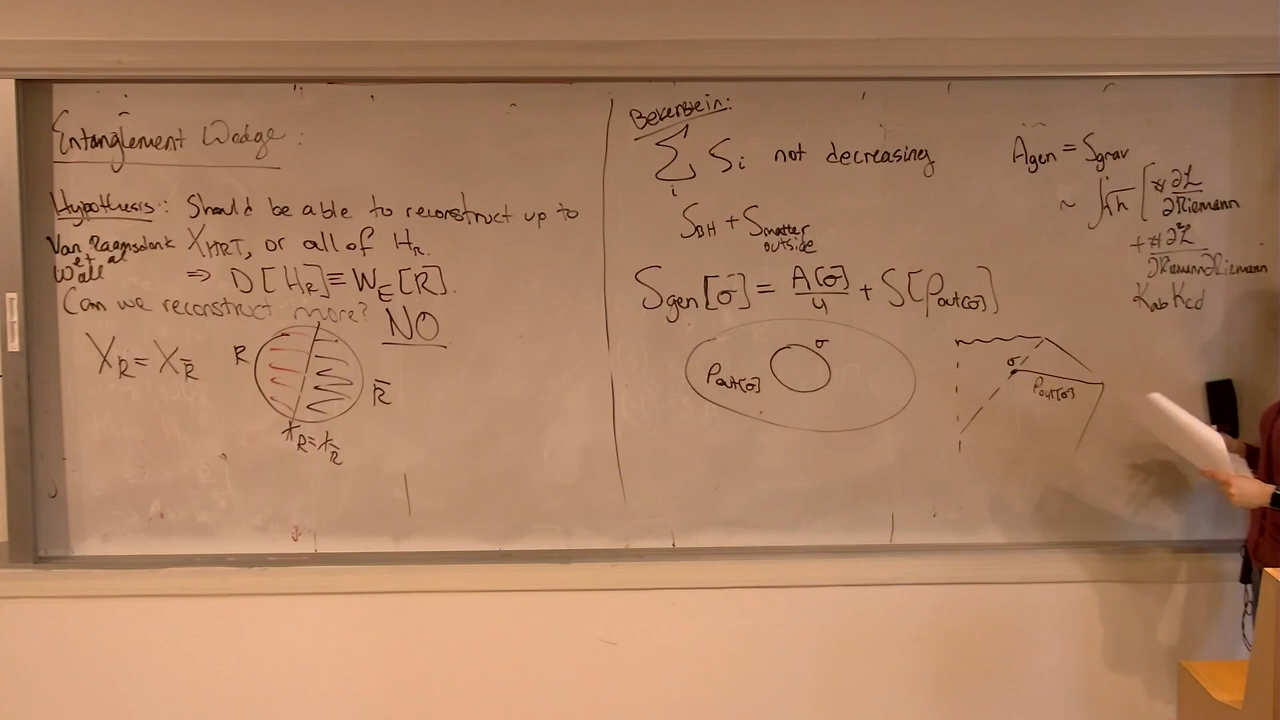 Entanglement Wedge:
Hypothesis: Should be able to reconstruct up to
Van Raamsdonk et al
Wall
X_HRT, or all of H_R.
⇒ D[H_R] ≡ W_E[R].
Can we reconstruct more? NO
X_R = X_R̄
R
R̄
X_R = X_R̄
Bekenstein:
Σ_i S_i not decreasing
S_BH + S_matter outside
S_gen[σ] = A[σ]/4 + S[ρ_out[σ]]
σ
ρ_out[σ]
σ
ρ_out[σ]
A_gen = S_grav
~ ∫√h [ # ∂L/∂Riemann
+ # ∂²L/∂Riemann∂Riemann
K_ab K_cd